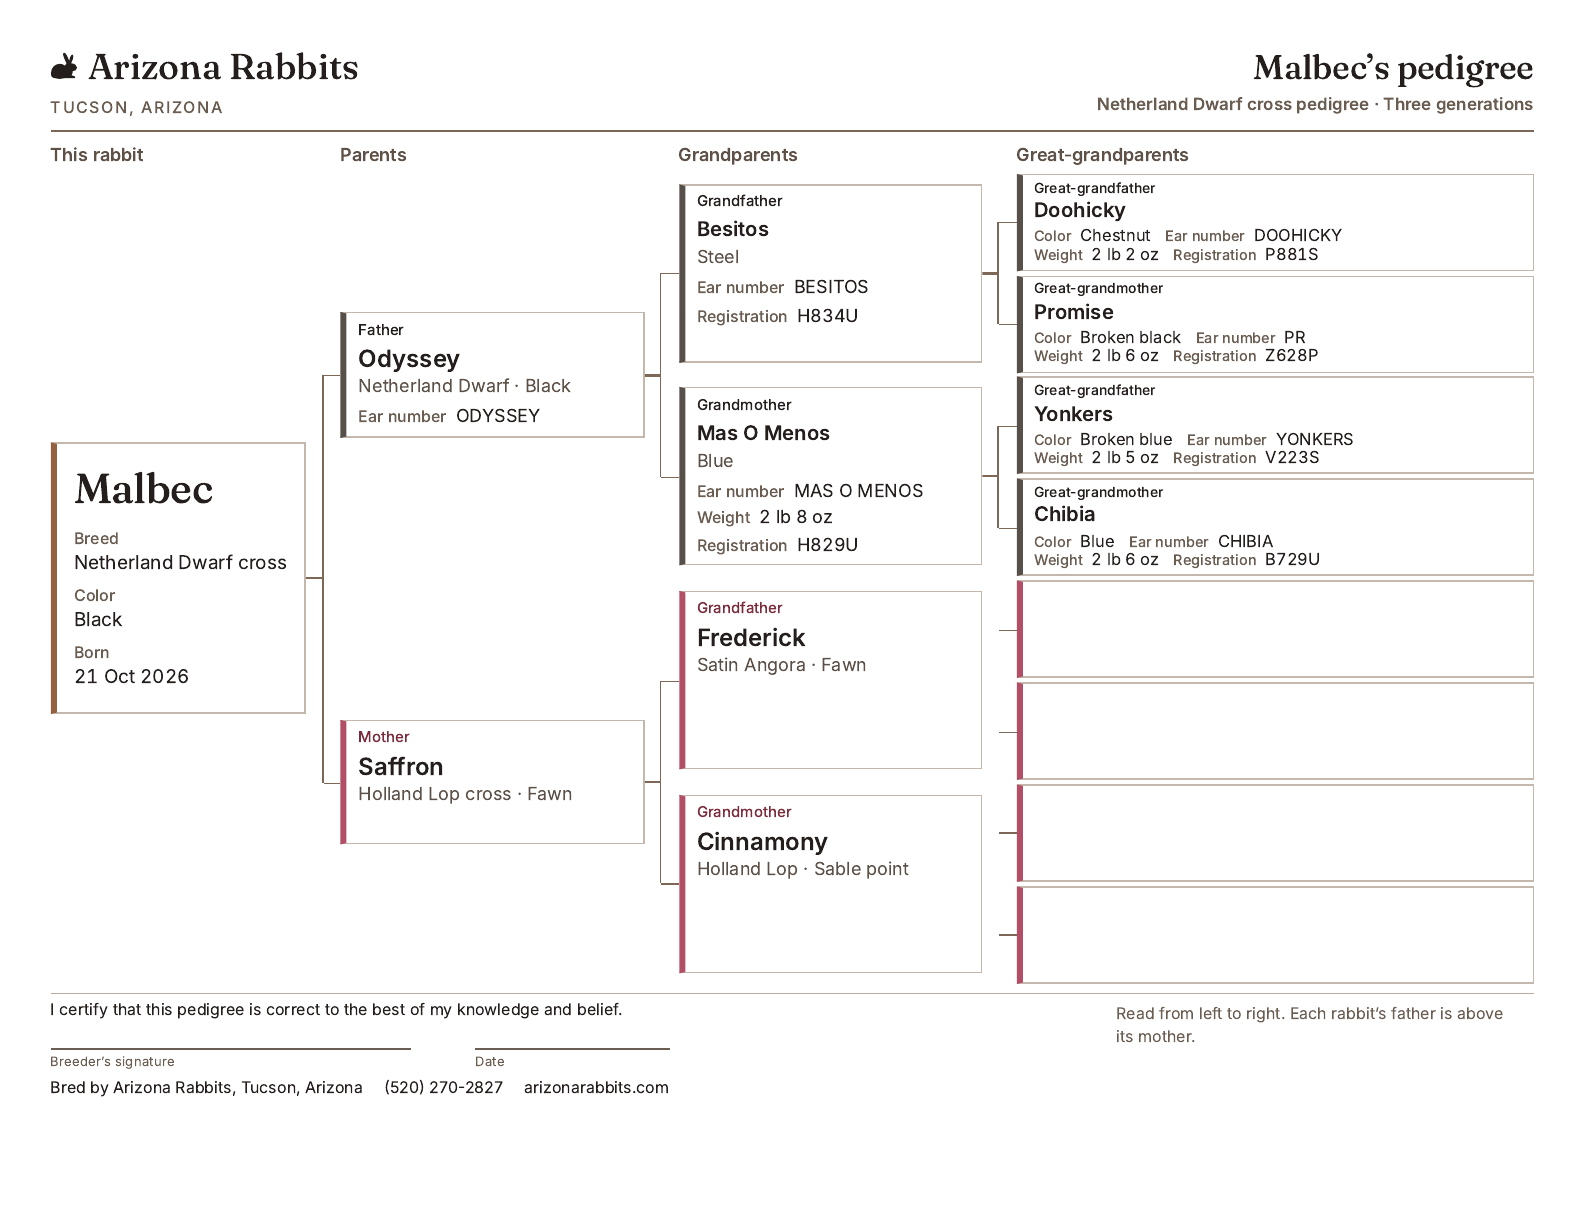 Arizona Rabbits
TUCSON, ARIZONA
Malbec’s pedigree
Netherland Dwarf cross pedigree · Three generations
This rabbit
Parents
Grandparents
Great-grandparents
Malbec
Breed
Netherland Dwarf cross
Color
Black
Born
21 Oct 2026
Father
Odyssey
Netherland Dwarf · Black
Ear number ODYSSEY
Mother
Saffron
Holland Lop cross · Fawn
Grandfather
Besitos
Steel
Ear number BESITOS
Registration H834U
Grandmother
Mas O Menos
Blue
Ear number MAS O MENOS
Weight 2 lb 8 oz
Registration H829U
Grandfather
Frederick
Satin Angora · Fawn
Grandmother
Cinnamony
Holland Lop · Sable point
Great-grandfather
Doohicky
Color Chestnut Ear number DOOHICKY
Weight 2 lb 2 oz Registration P881S
Great-grandmother
Promise
Color Broken black Ear number PR
Weight 2 lb 6 oz Registration Z628P
Great-grandfather
Yonkers
Color Broken blue Ear number YONKERS
Weight 2 lb 5 oz Registration V223S
Great-grandmother
Chibia
Color Blue Ear number CHIBIA
Weight 2 lb 6 oz Registration B729U
I certify that this pedigree is correct to the best of my knowledge and belief.
Breeder’s signature
Date
Bred by Arizona Rabbits, Tucson, Arizona (520) 270-2827 arizonarabbits.com
Read from left to right. Each rabbit’s father is above
its mother.